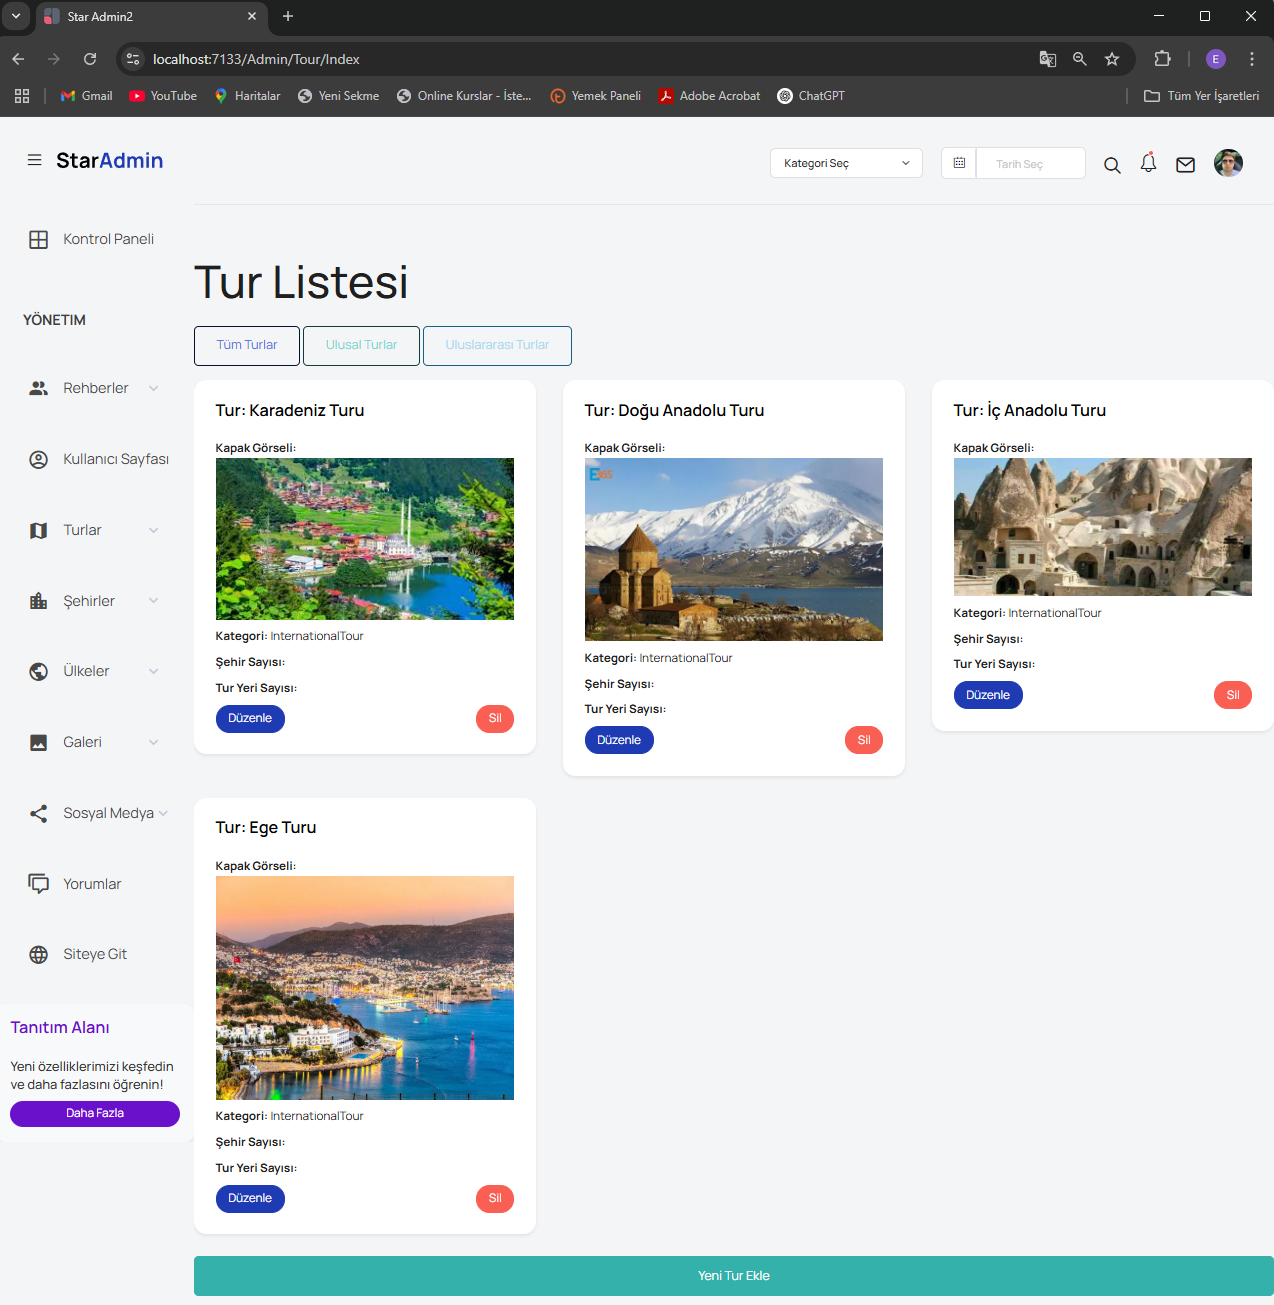 Star Admin2
localhost:7133/Admin/Tour/Index
E
Gmail
YouTube
Haritalar
Yeni Sekme
Online Kurslar - İste...
Yemek Paneli
Adobe Acrobat
ChatGPT
Tüm Yer İşaretleri
StarAdmin
Kategori Seç
Tarih Seç
Kontrol Paneli
YÖNETIM
Rehberler
Kullanıcı Sayfası
Turlar
Şehirler
Ülkeler
Galeri
Sosyal Medya
Yorumlar
Siteye Git
Tanıtım Alanı
Yeni özelliklerimizi keşfedin
ve daha fazlasını öğrenin!
Daha Fazla
Tur Listesi
Tüm Turlar
Ulusal Turlar
Uluslararası Turlar
Tur: Karadeniz Turu
Kapak Görseli:
Kategori: InternationalTour
Şehir Sayısı:
Tur Yeri Sayısı:
Düzenle
Sil
Tur: Doğu Anadolu Turu
Kapak Görseli:
E365
Kategori: InternationalTour
Şehir Sayısı:
Tur Yeri Sayısı:
Düzenle
Sil
Tur: İç Anadolu Turu
Kapak Görseli:
Kategori: InternationalTour
Şehir Sayısı:
Tur Yeri Sayısı:
Düzenle
Sil
Tur: Ege Turu
Kapak Görseli:
Kategori: InternationalTour
Şehir Sayısı:
Tur Yeri Sayısı:
Düzenle
Sil
Yeni Tur Ekle